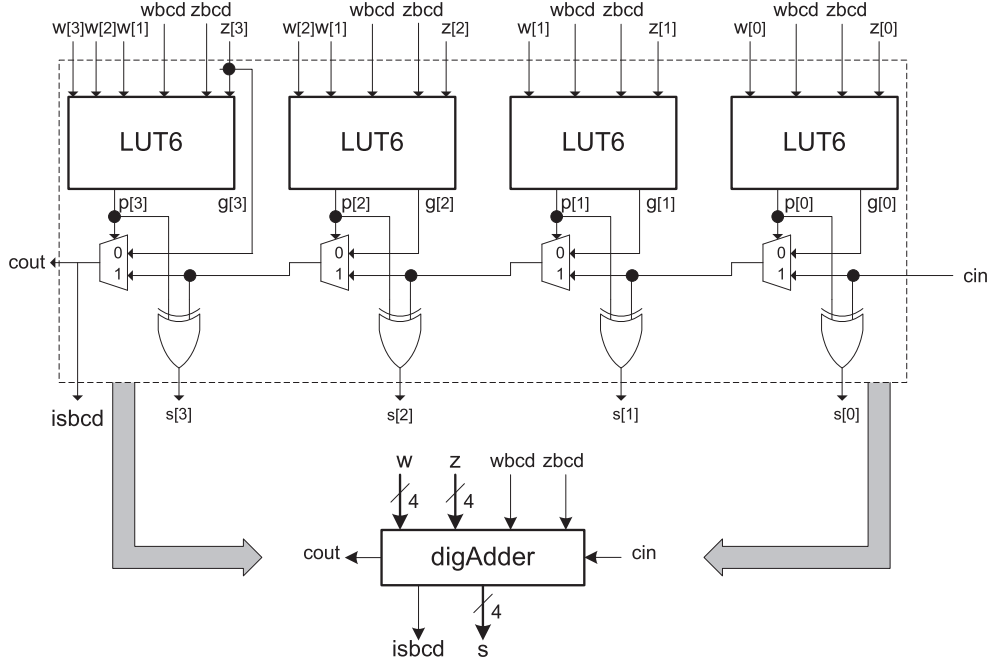 wbcd zbcd wbcd zbcd wbcd zbcd wbcd zbcd
w[3]w[2]w[1] z[3] w[2]w[1] z[2] w[1] z[1] w[0] z[0]
LUT6 LUT6 LUT6 LUT6
p[3] g[3] p[2] g[2] p[1] g[1] p[0] g[0]
0 0 0 0
cout 1 1 1 1 cin
isbcd s[3] s[2] s[1] s[0]
w z wbcd zbcd
4 4
cout digAdder cin
4
isbcd s